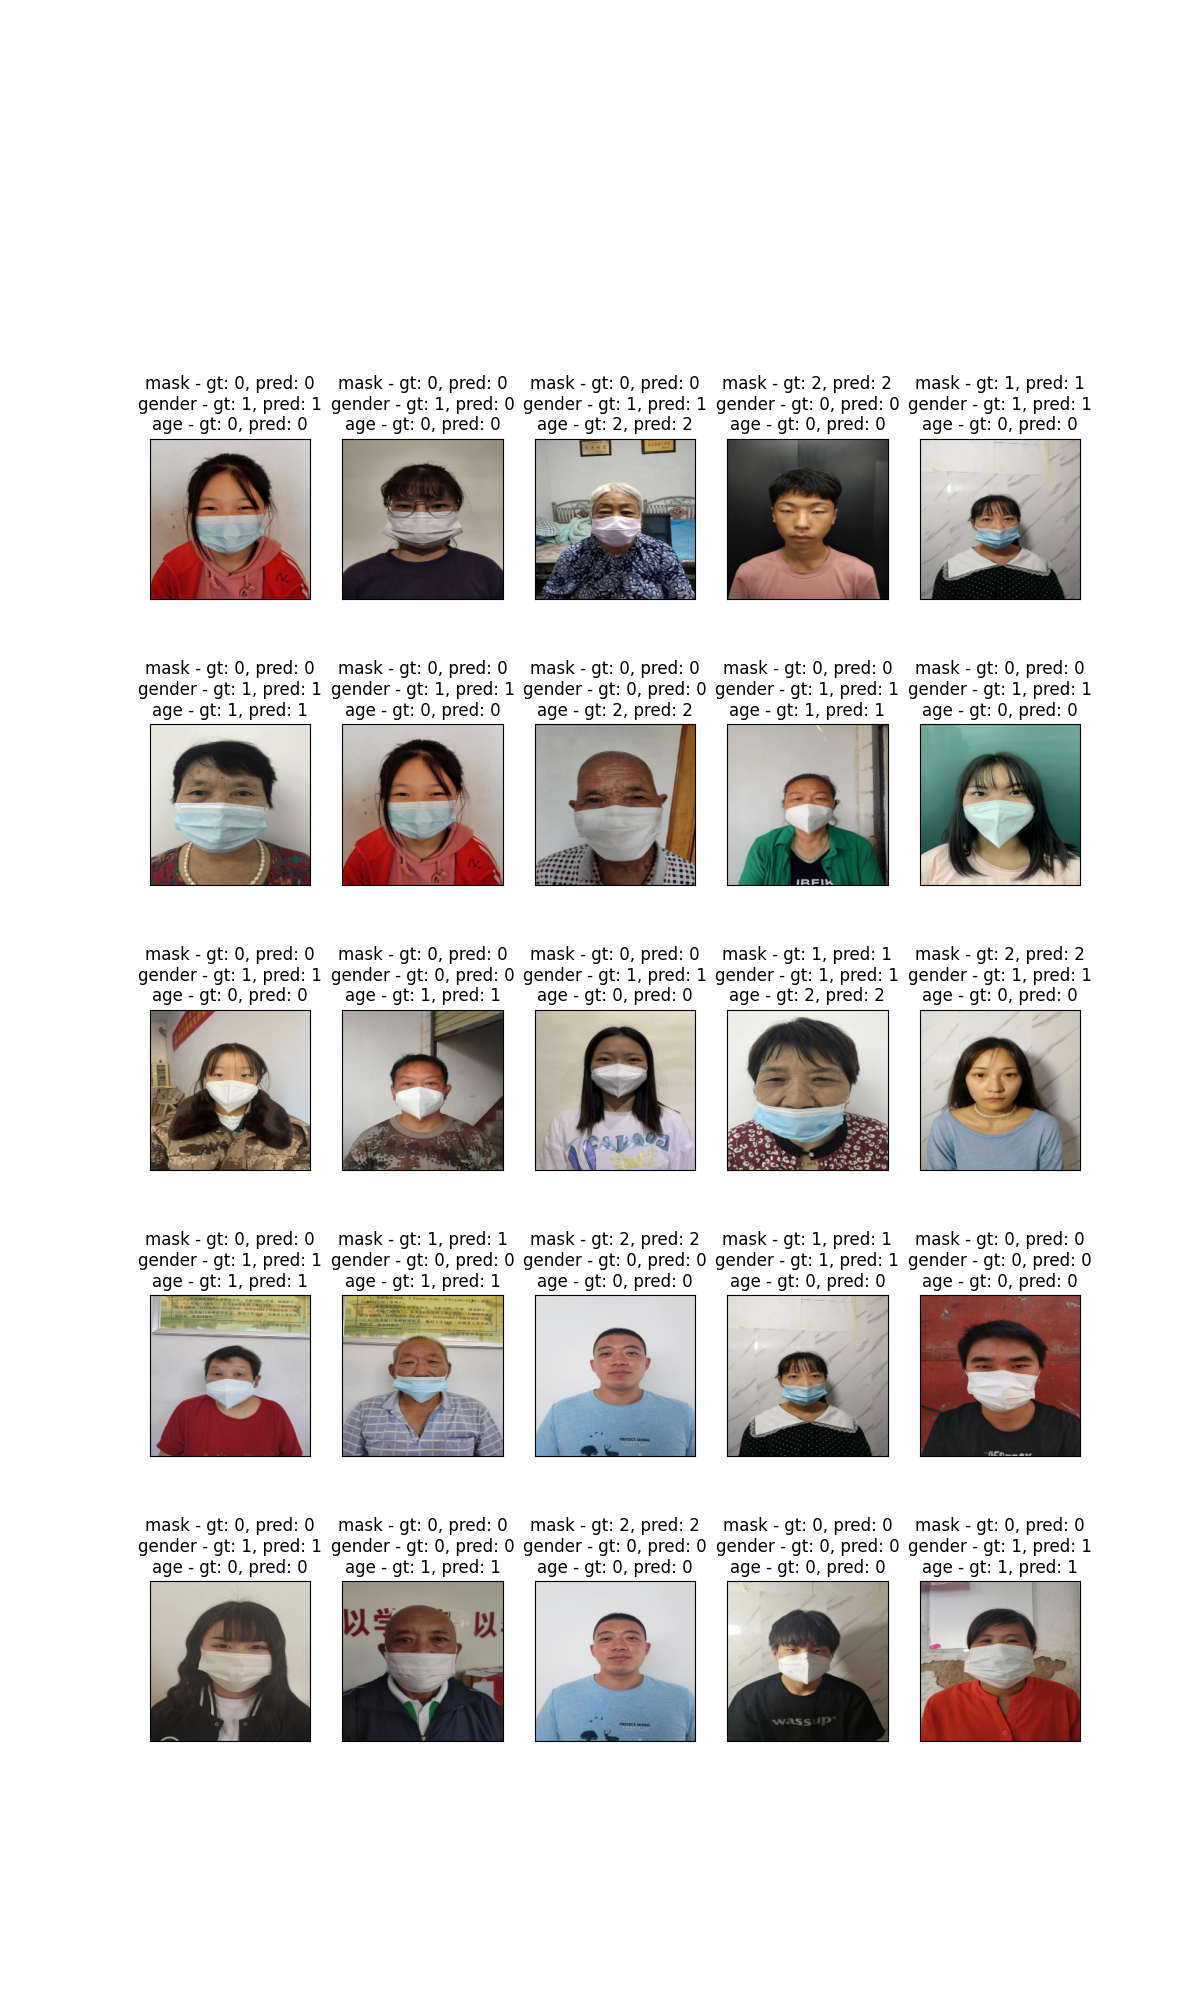 mask - gt: 0, pred: 0
gender - gt: 1, pred: 1
age - gt: 0, pred: 0
mask - gt: 0, pred: 0
gender - gt: 1, pred: 0
age - gt: 0, pred: 0
mask - gt: 0, pred: 0
gender - gt: 1, pred: 1
age - gt: 2, pred: 2
mask - gt: 2, pred: 2
gender - gt: 0, pred: 0
age - gt: 0, pred: 0
mask - gt: 1, pred: 1
gender - gt: 1, pred: 1
age - gt: 0, pred: 0
mask - gt: 0, pred: 0
gender - gt: 1, pred: 1
age - gt: 1, pred: 1
mask - gt: 0, pred: 0
gender - gt: 1, pred: 1
age - gt: 0, pred: 0
mask - gt: 0, pred: 0
gender - gt: 0, pred: 0
age - gt: 2, pred: 2
mask - gt: 0, pred: 0
gender - gt: 1, pred: 1
age - gt: 1, pred: 1
mask - gt: 0, pred: 0
gender - gt: 1, pred: 1
age - gt: 0, pred: 0
mask - gt: 0, pred: 0
gender - gt: 1, pred: 1
age - gt: 0, pred: 0
mask - gt: 0, pred: 0
gender - gt: 0, pred: 0
age - gt: 1, pred: 1
mask - gt: 0, pred: 0
gender - gt: 1, pred: 1
age - gt: 0, pred: 0
mask - gt: 1, pred: 1
gender - gt: 1, pred: 1
age - gt: 2, pred: 2
mask - gt: 2, pred: 2
gender - gt: 1, pred: 1
age - gt: 0, pred: 0
mask - gt: 0, pred: 0
gender - gt: 1, pred: 1
age - gt: 1, pred: 1
mask - gt: 1, pred: 1
gender - gt: 0, pred: 0
age - gt: 1, pred: 1
mask - gt: 2, pred: 2
gender - gt: 0, pred: 0
age - gt: 0, pred: 0
mask - gt: 1, pred: 1
gender - gt: 1, pred: 1
age - gt: 0, pred: 0
mask - gt: 0, pred: 0
gender - gt: 0, pred: 0
age - gt: 0, pred: 0
mask - gt: 0, pred: 0
gender - gt: 1, pred: 1
age - gt: 0, pred: 0
mask - gt: 0, pred: 0
gender - gt: 0, pred: 0
age - gt: 1, pred: 1
以学 以
mask - gt: 2, pred: 2
gender - gt: 0, pred: 0
age - gt: 0, pred: 0
mask - gt: 0, pred: 0
gender - gt: 0, pred: 0
age - gt: 0, pred: 0
wassup
mask - gt: 0, pred: 0
gender - gt: 1, pred: 1
age - gt: 1, pred: 1